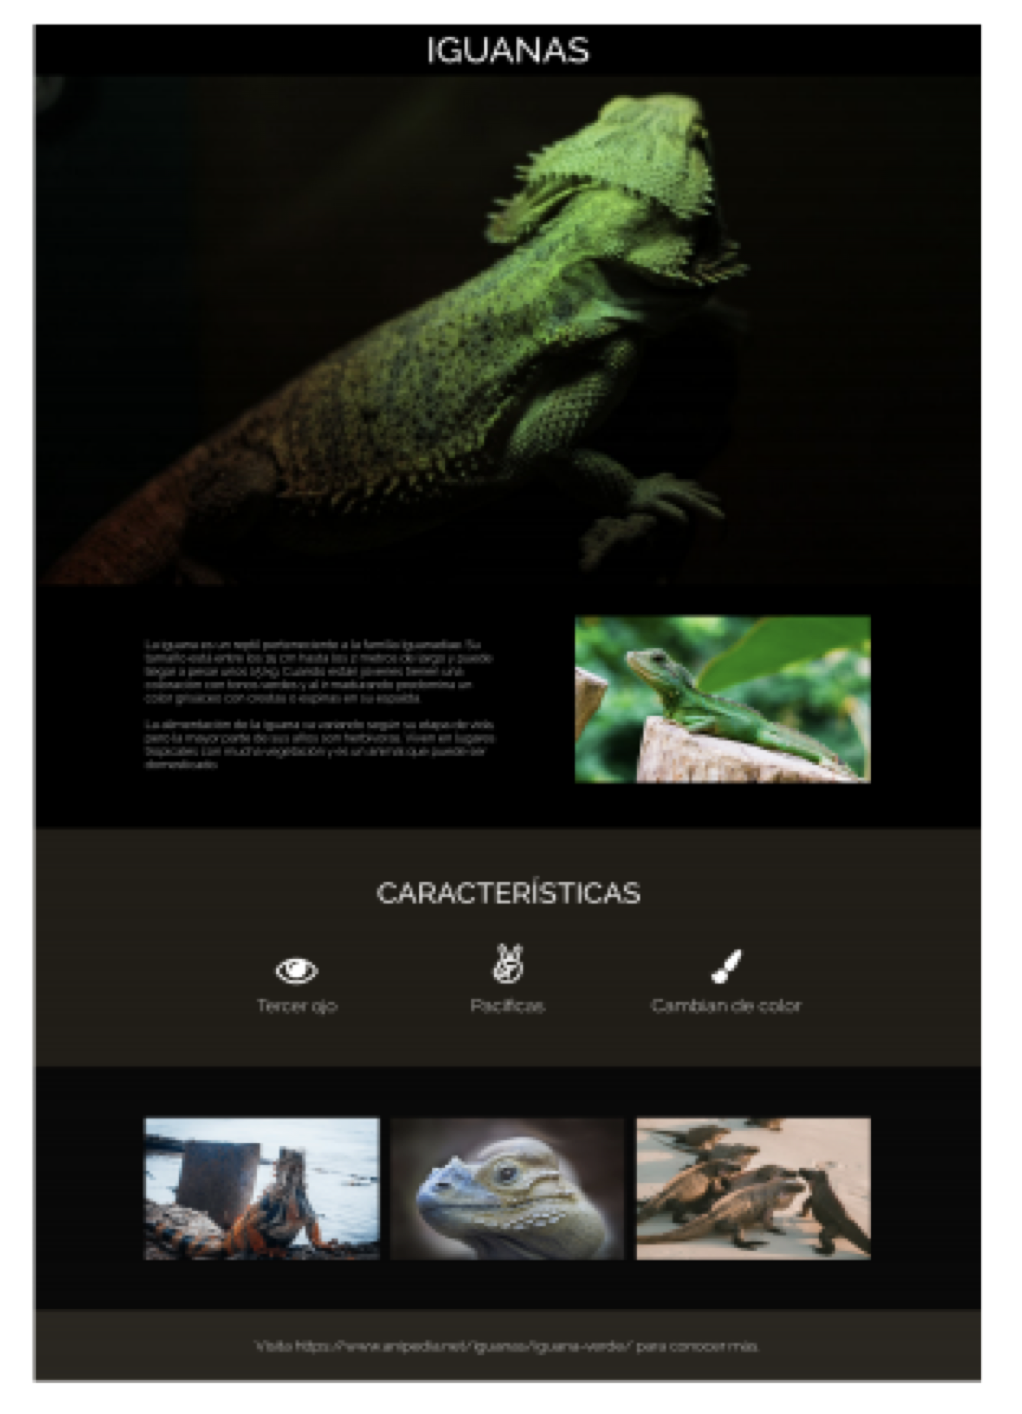 IGUANAS
La iguana es un reptil perteneciente a la familia Iguanadiae. Su
tamaño está entre los 15 cm hasta los 2 metros de largo y puede
llegar a pesar unos 15 kg. Cuando están jóvenes tienen una
coloración con tonos verdes y al ir madurando predomina un
color grisáceo con crestas o espinas en su espalda.
La alimentación de la iguana va variando según su etapa de vida,
pero la mayor parte de sus años son herbívoros. Viven en lugares
tropicales con mucha vegetación y es un animal que puede ser
domesticado.
CARACTERÍSTICAS
Tercer ojo
Pacíficas
Cambian de color
Visita https://www.anipedia.net/iguanas/iguana-verde/ para conocer más.